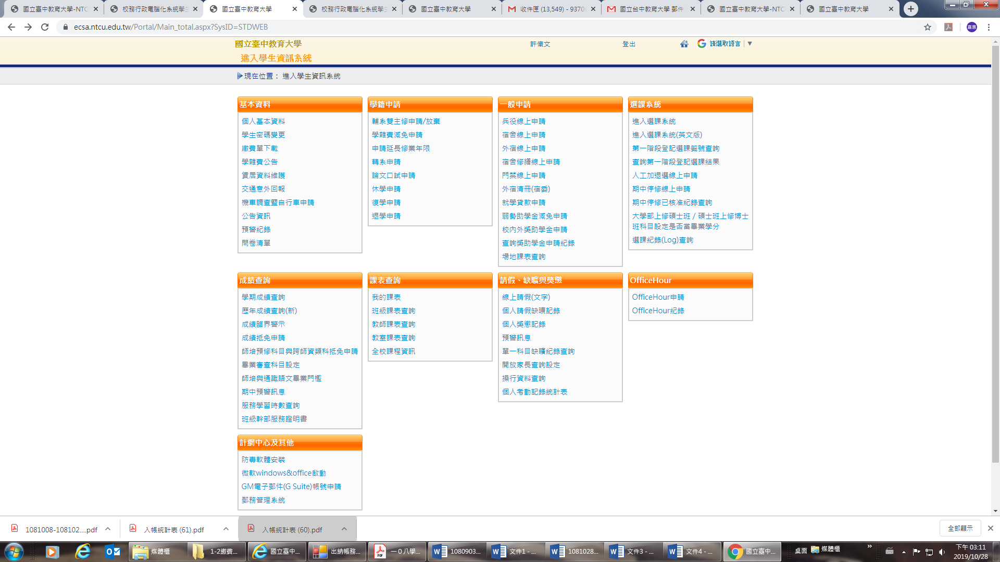 國立臺中教育大學-NTC
校務行政電腦化系統學生
國立臺中教育大學
校務行政電腦化系統學生
國立臺中教育大學
收件匣 (13,549) - 9370
國立台中教育大學 郵件
國立臺中教育大學-NTC
國立臺中教育大學
ecsa.ntcu.edu.tw/Portal/Main_total.aspx?SysID=STDWEB
嘉惠
國立臺中教育大學
許懷文
登出
請選取語言
進入學生資訊系統
現在位置： 進入學生資訊系統
基本資料
個人基本資料
學生密碼變更
繳費單下載
學雜費公告
賃居資料維護
交通意外回報
機車調查暨自行車申請
公告資訊
預警紀錄
問卷清單
學籍申請
輔系雙主修申請/放棄
學雜費減免申請
申請延長修業年限
轉系申請
論文口試申請
休學申請
復學申請
退學申請
一般申請
兵役線上申請
宿舍線上申請
外宿線上申請
宿舍修繕線上申請
門禁線上申請
外宿清冊(宿委)
就學貸款申請
弱勢助學金減免申請
校內外獎助學金申請
查詢獎助學金申請紀錄
場地課表查詢
選課系統
進入選課系統
進入選課系統(英文版)
第一階段登記選課籤號查詢
查詢第一階段登記選課結果
人工加退選線上申請
期中停修線上申請
期中停修已核准紀錄查詢
大學部上修碩士班 / 碩士班上修博士
班科目設定是否當畢業學分
選課紀錄(Log)查詢
成績查詢
學期成績查詢
歷年成績查詢(新)
成績臨界警示
成績抵免申請
師培預修科目與跨師資類科抵免申請
畢業審查科目設定
師培與通識語文畢業門檻
期中預警訊息
服務學習時數查詢
班級幹部服務證明書
課表查詢
我的課表
班級課表查詢
教師課表查詢
教室課表查詢
全校課程資訊
請假、缺曠與獎懲
線上請假(文字)
個人請假缺曠記錄
個人獎懲記錄
預警訊息
單一科目缺曠紀錄查詢
開放家長查詢設定
操行資料查詢
個人考勤記錄統計表
OfficeHour
OfficeHour申請
OfficeHour紀錄
計網中心及其他
防毒軟體安裝
微軟windows&office啟動
GM電子郵件(G Suite)帳號申請
郵務管理系統
1081008-108102....pdf
入帳統計表 (61).pdf
入帳統計表 (60).pdf
全部顯示
媒體櫃
1-2繳費...
國立臺中...
出納帳務...
一０八學...
1080903...
文件1 - ...
1081028...
文件3 - ...
文件4 - ...
國立臺中...
桌面
媒體櫃
下午 03:11
2019/10/28